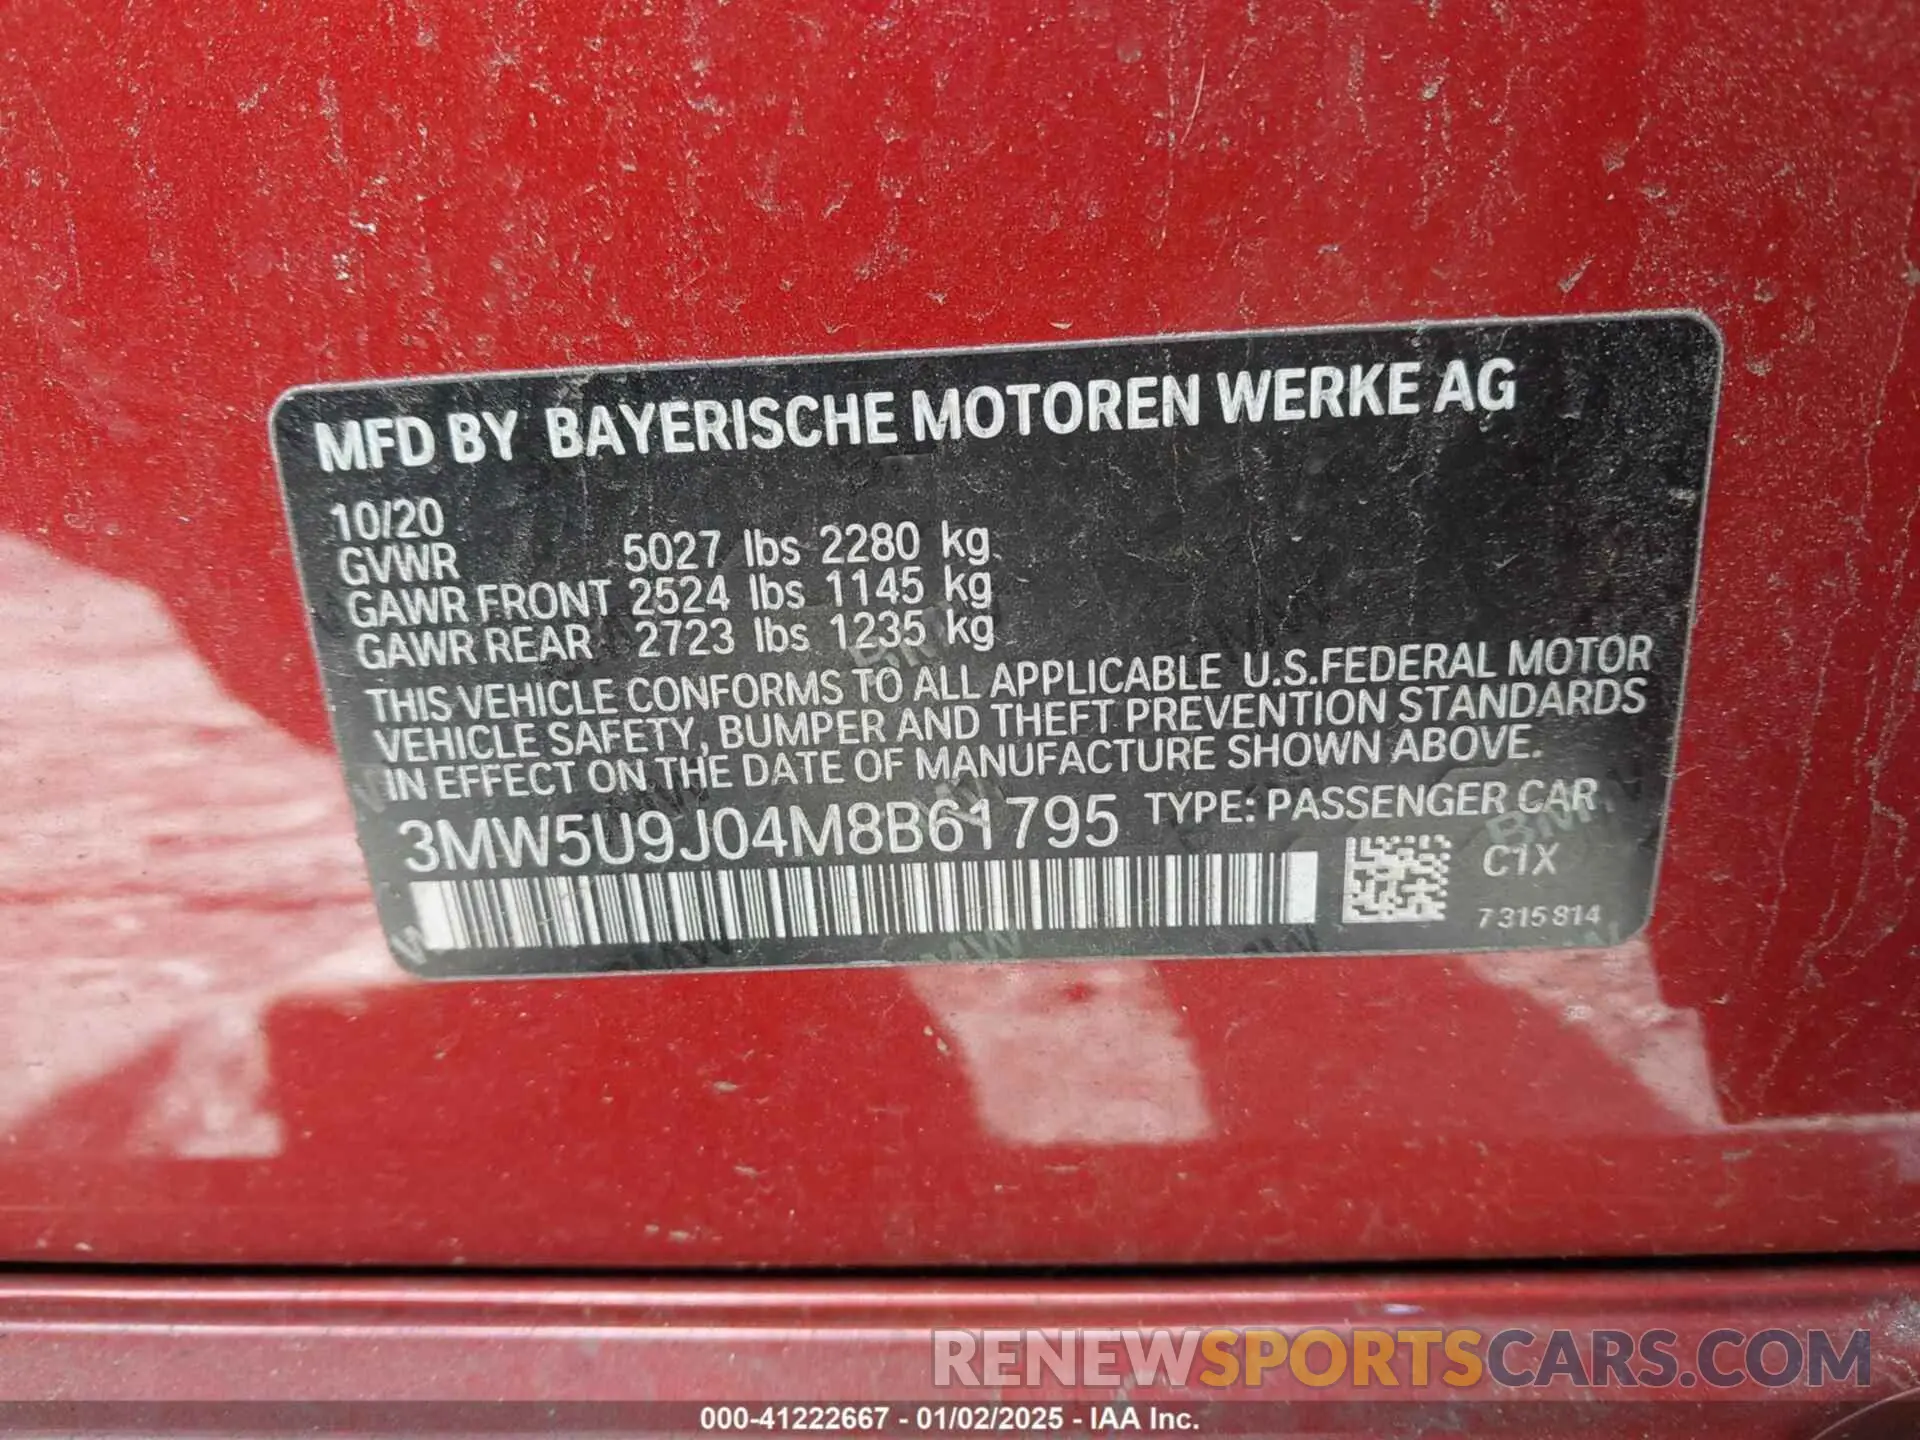 MFD BY BAYERISCHE MOTOREN WERKE AG
10/20
GVWR 5027 lbs 2280 kg
GAWR FRONT 2524 lbs 1145 kg
GAWR REAR 2723 lbs 1235 kg
THIS VEHICLE CONFORMS TO ALL APPLICABLE U.S.FEDERAL MOTOR
VEHICLE SAFETY, BUMPER AND THEFT PREVENTION STANDARDS
IN EFFECT ON THE DATE OF MANUFACTURE SHOWN ABOVE.
3MW5U9J04M8B61795 TYPE: PASSENGER CAR
C1X
7315814
RENEWSPORTSCARS.COM
000-41222667 - 01/02/2025 - IAA Inc.